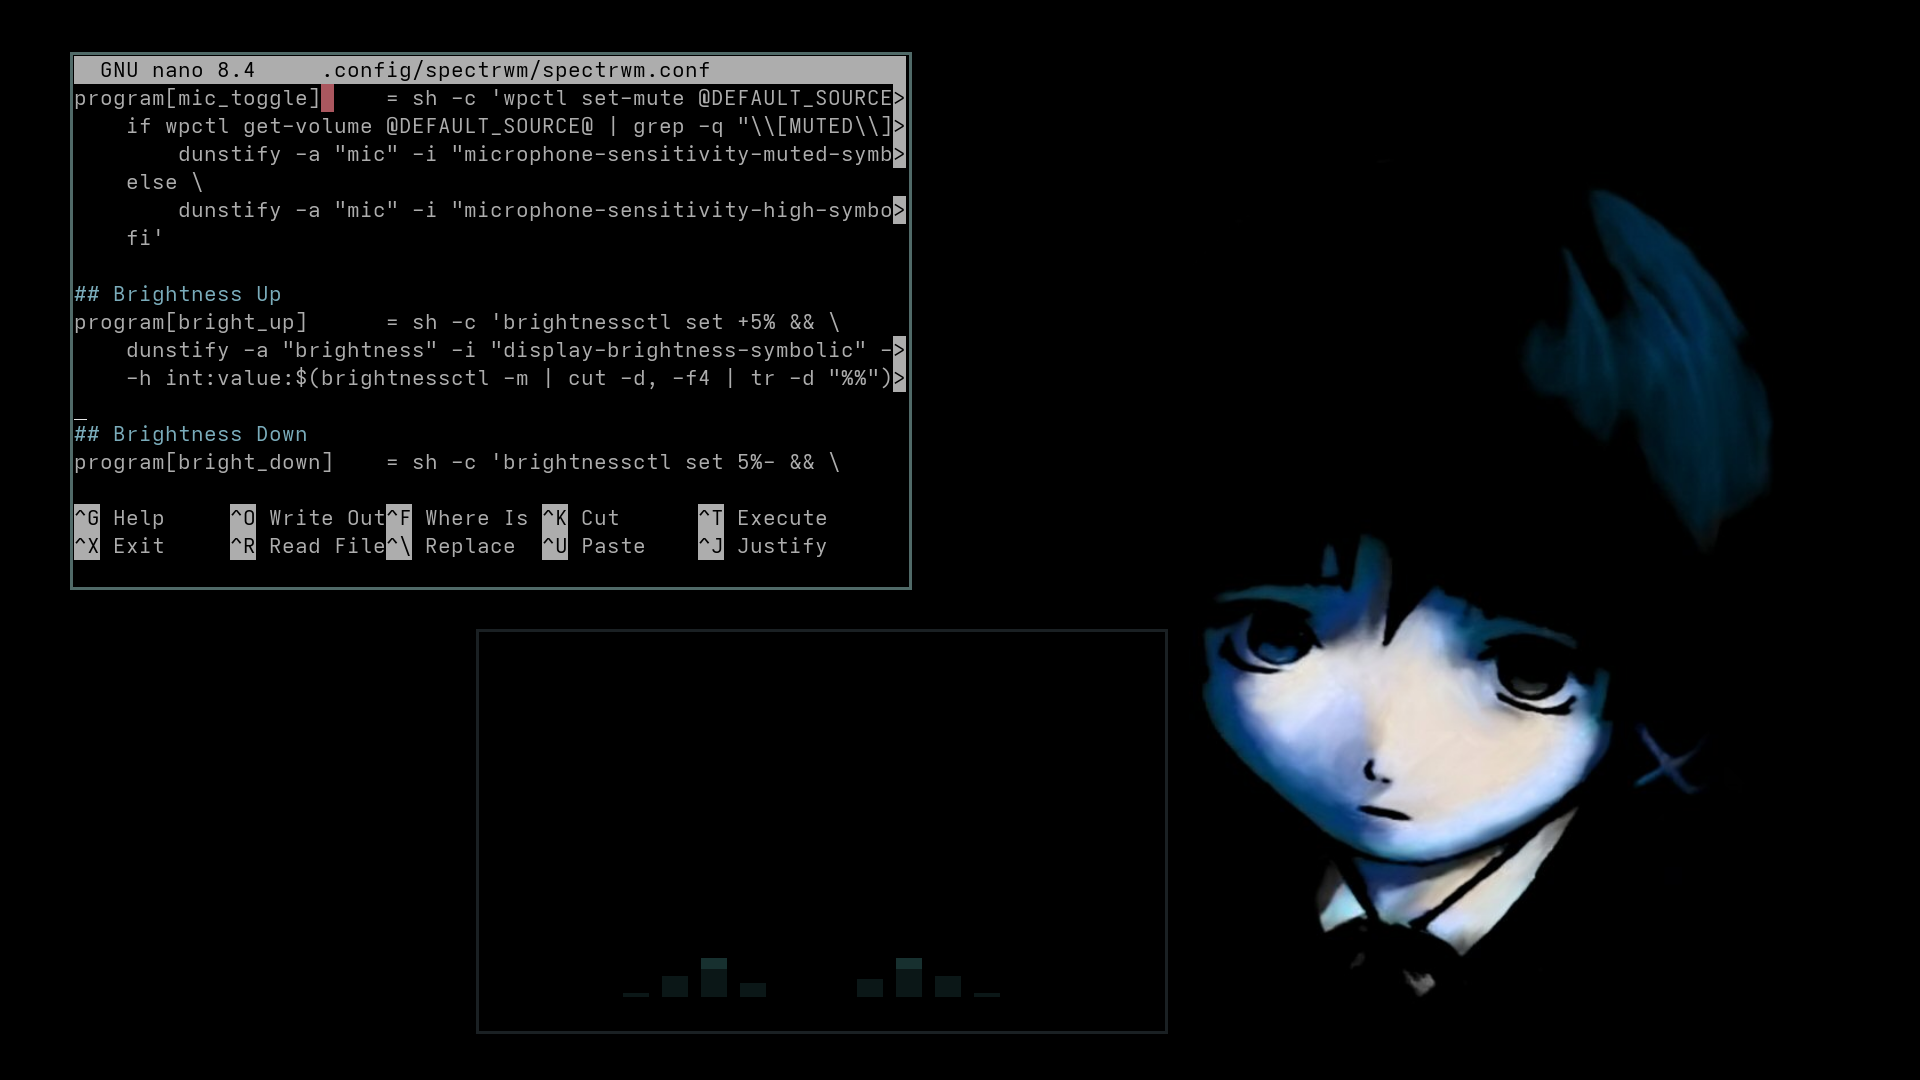 GNU nano 8.4     .config/spectrwm/spectrwm.conf
program[mic_toggle]     = sh -c 'wpctl set-mute @DEFAULT_SOURCE>
    if wpctl get-volume @DEFAULT_SOURCE@ | grep -q "\\[MUTED\\]>
        dunstify -a "mic" -i "microphone-sensitivity-muted-symb>
    else \
        dunstify -a "mic" -i "microphone-sensitivity-high-symbo>
    fi'
## Brightness Up
program[bright_up]      = sh -c 'brightnessctl set +5% && \
    dunstify -a "brightness" -i "display-brightness-symbolic" ->
    -h int:value:$(brightnessctl -m | cut -d, -f4 | tr -d "%%")>
## Brightness Down
program[bright_down]    = sh -c 'brightnessctl set 5%- && \
^G Help     ^O Write Out^F Where Is ^K Cut      ^T Execute
^X Exit     ^R Read File^\ Replace  ^U Paste    ^J Justify